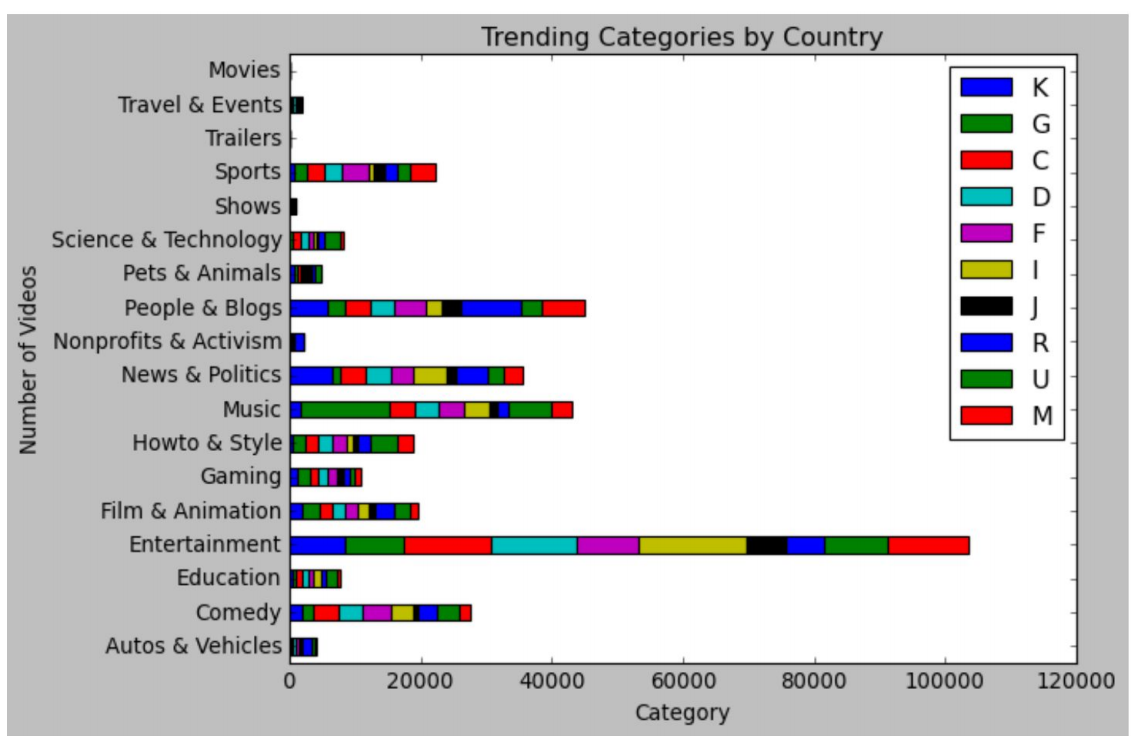 Trending Categories by Country
Movies
Travel & Events
Trailers
Sports
Shows
Science & Technology
Pets & Animals
People & Blogs
Nonprofits & Activism
News & Politics
Music
Howto & Style
Gaming
Film & Animation
Entertainment
Education
Comedy
Autos & Vehicles
Number of Videos
0 20000 40000 60000 80000 100000 120000
Category
K
G
C
D
F
I
J
R
U
M